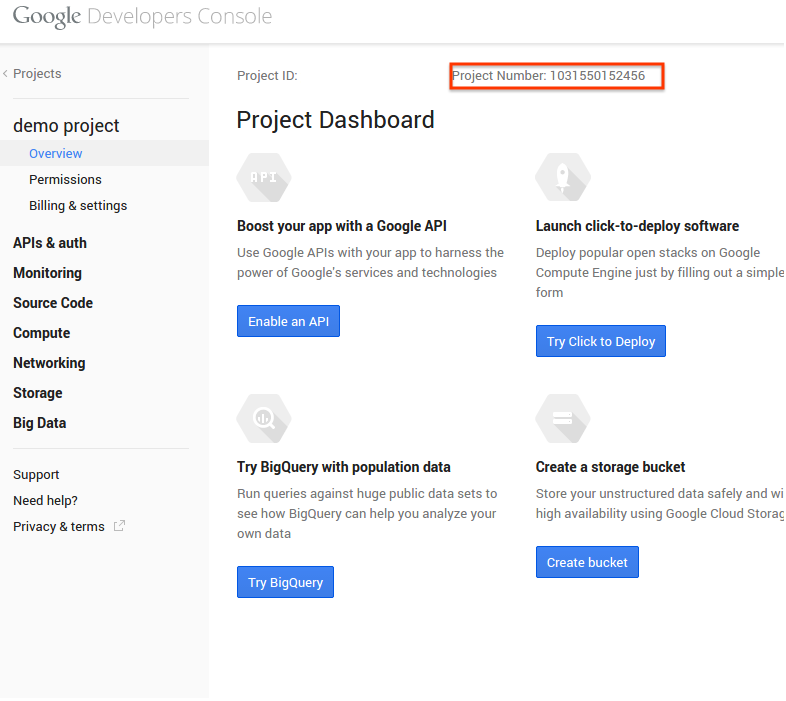 Google Developers Console
Projects
Project ID:
Project Number: 1031550152456
demo project
Overview
Permissions
Billing & settings
APIs & auth
Monitoring
Source Code
Compute
Networking
Storage
Big Data
Support
Need help?
Privacy & terms
Project Dashboard
API
Boost your app with a Google API
Use Google APIs with your app to harness the
power of Google's services and technologies
Enable an API
Launch click-to-deploy software
Deploy popular open stacks on Google
Compute Engine just by filling out a simple
form
Try Click to Deploy
Try BigQuery with population data
Run queries against huge public data sets to
see how BigQuery can help you analyze your
own data
Try BigQuery
Create a storage bucket
Store your unstructured data safely and wi
high availability using Google Cloud Storag
Create bucket